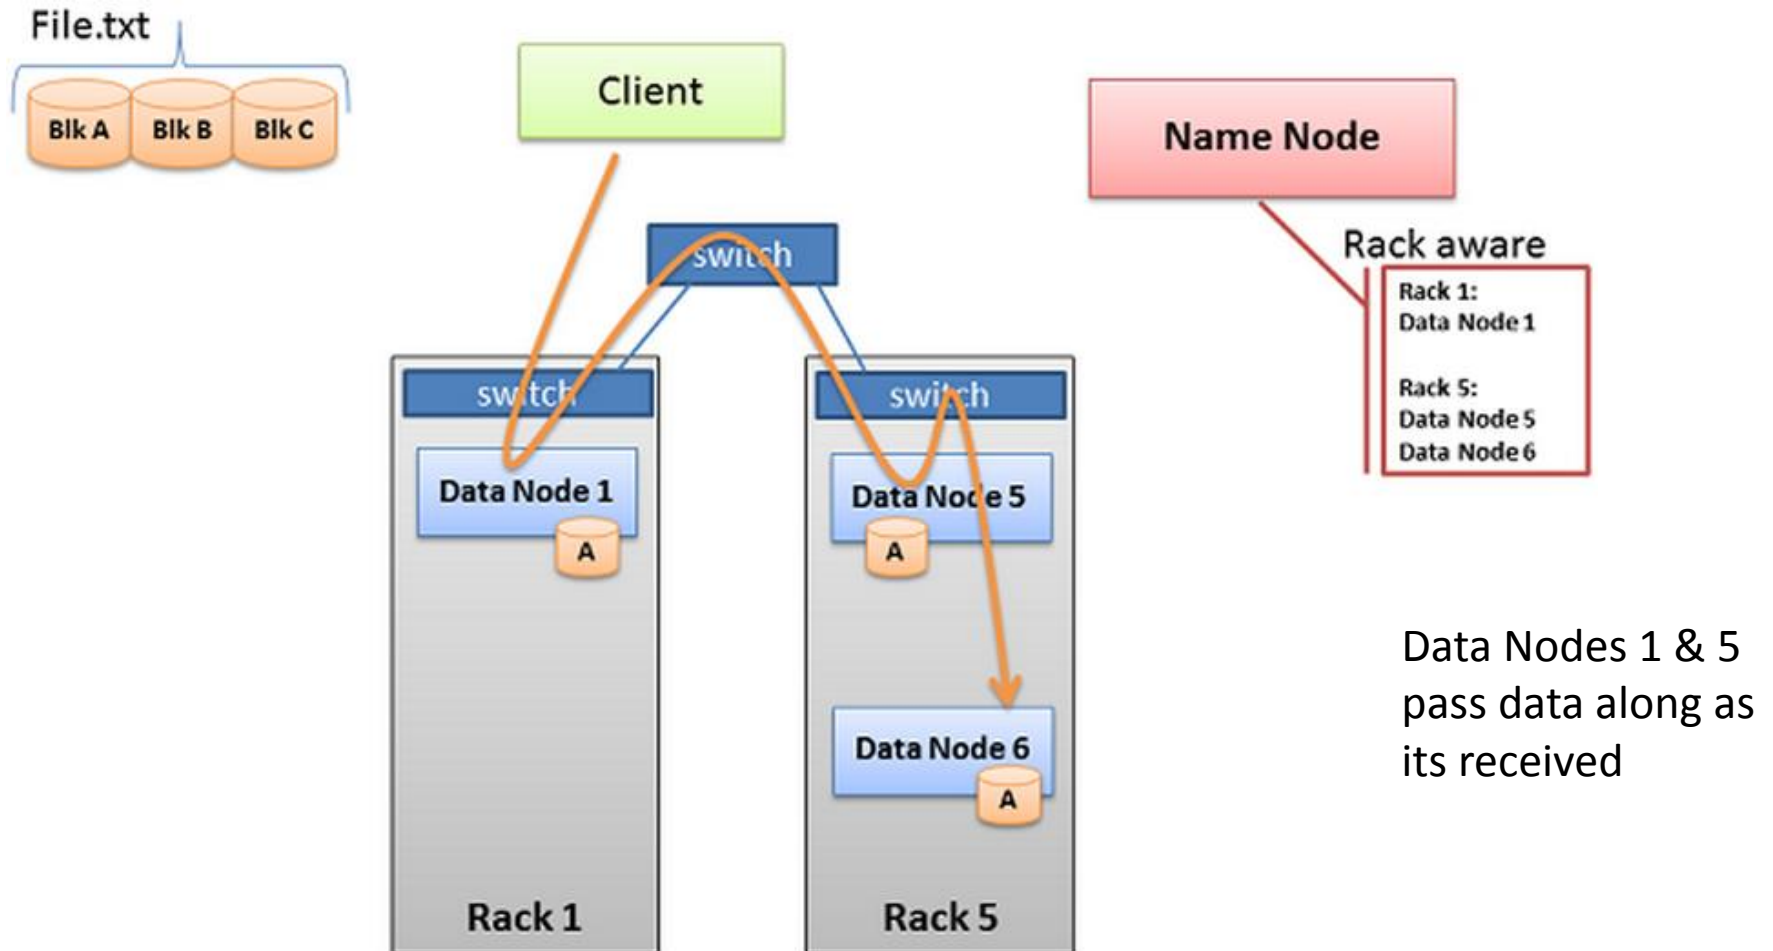 File.txt
Blk A Blk B Blk C
Client
Name Node
switch
Rack aware
Rack 1:
Data Node 1
Rack 5:
Data Node 5
Data Node 6
switch
Data Node 1
A
Rack 1
switch
Data Node 5
A
Data Node 6
A
Rack 5
Data Nodes 1 & 5
pass data along as
its received